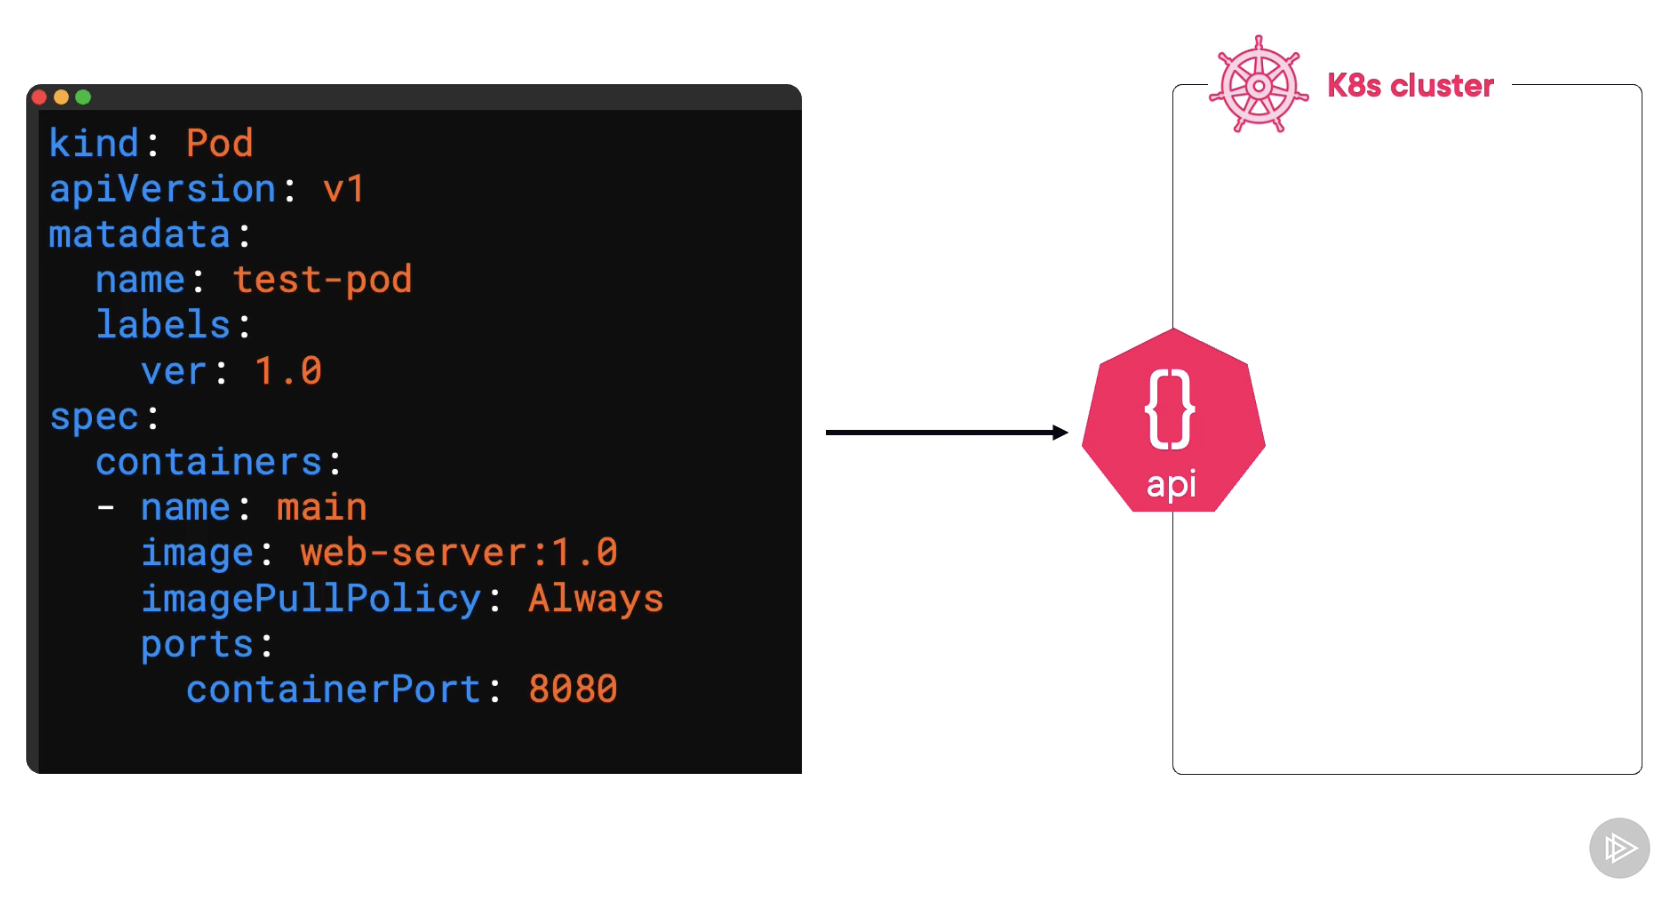 kind: Pod
apiVersion: v1
matadata:
  name: test-pod
  labels:
    ver: 1.0
spec:
  containers:
  - name: main
    image: web-server:1.0
    imagePullPolicy: Always
    ports:
      containerPort: 8080
K8s cluster
{}
api